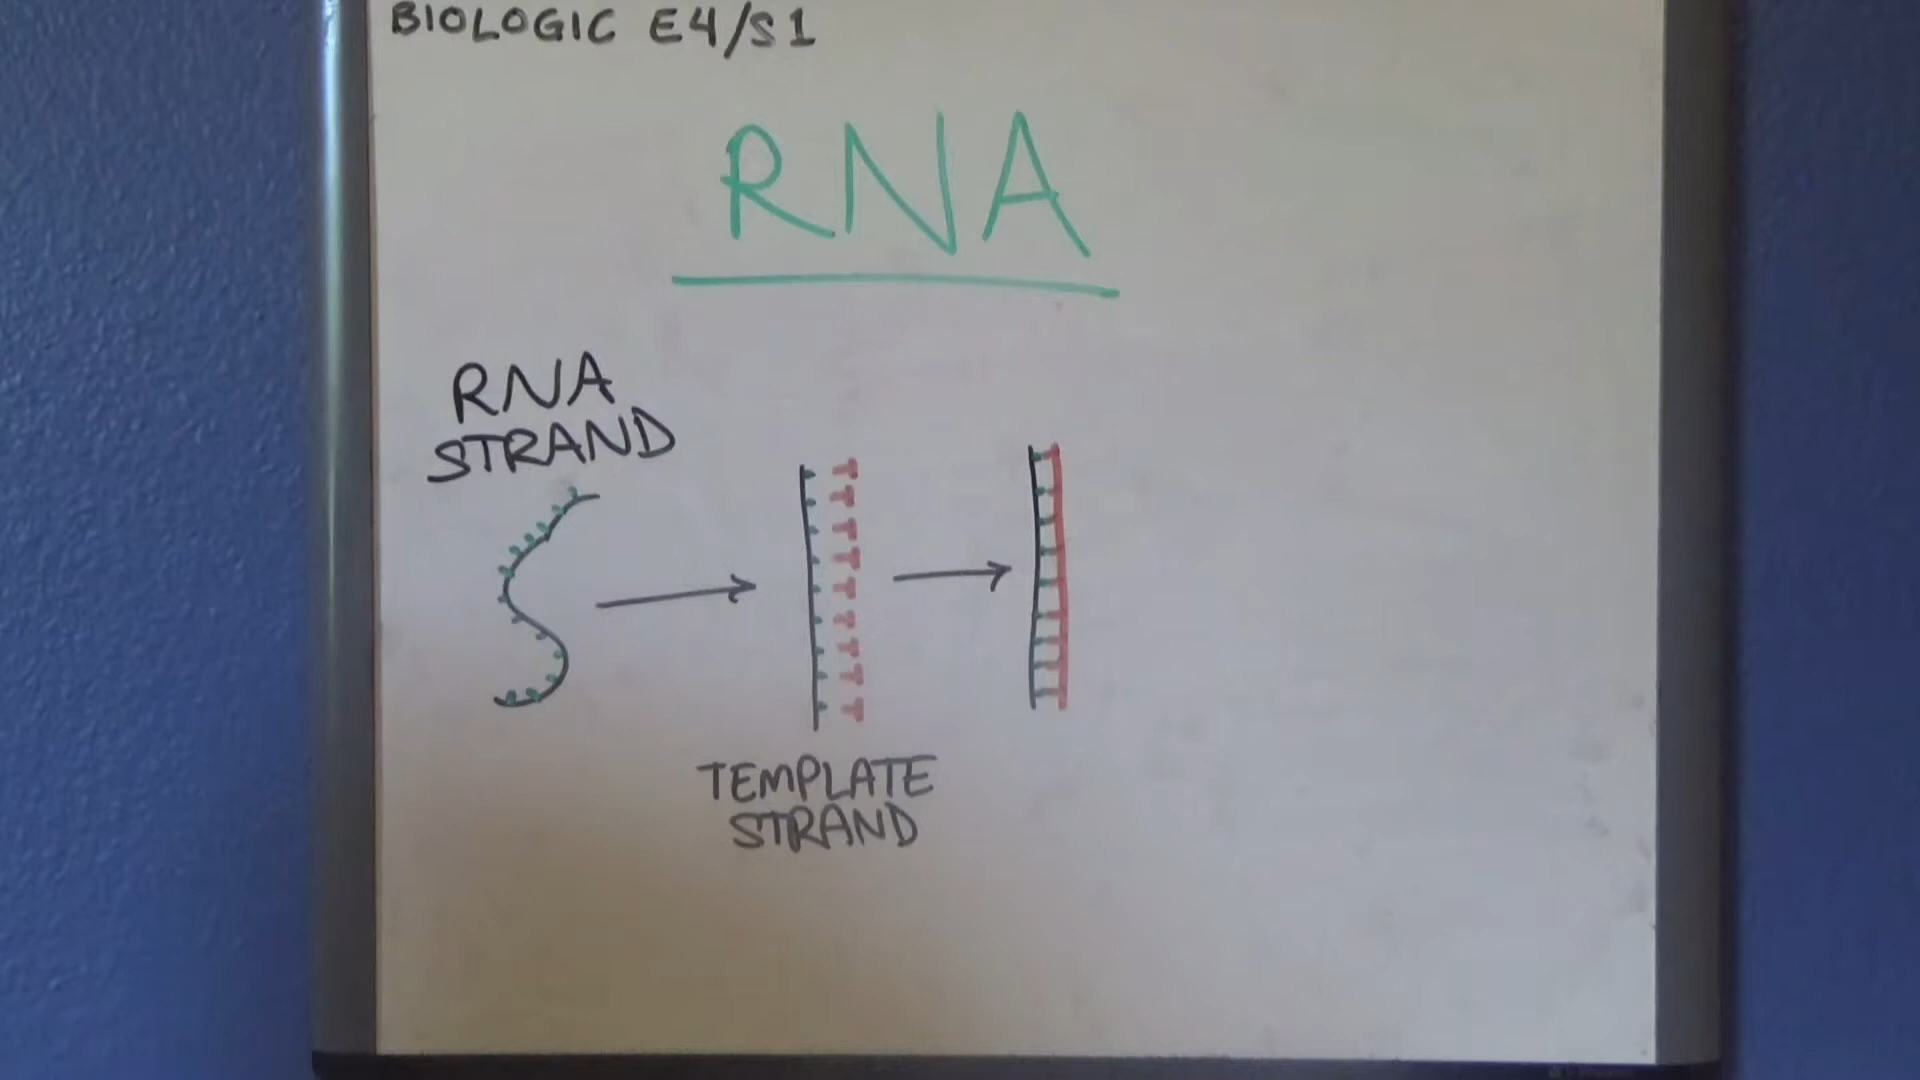 BIOLOGIC E4/S1
RNA
RNA
STRAND
TEMPLATE
STRAND